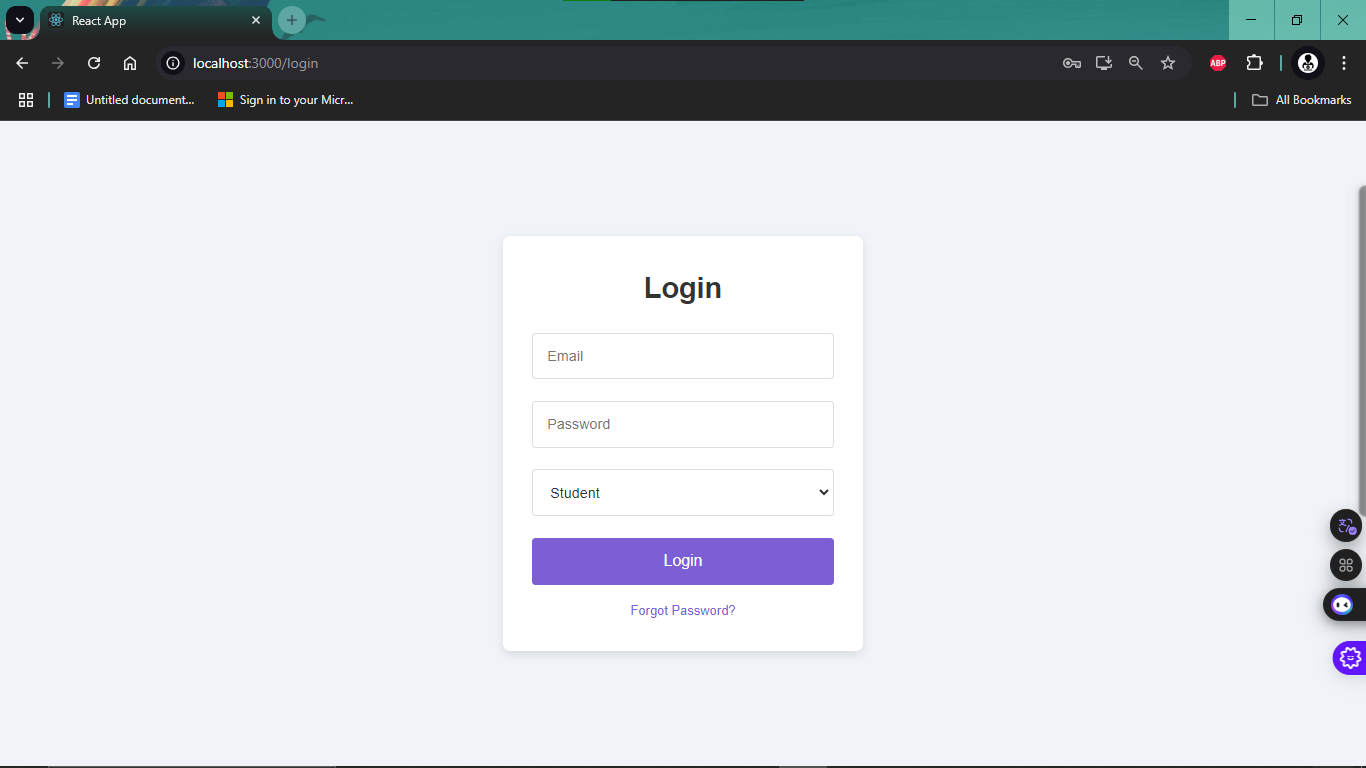 React App
localhost:3000/login
ABP
Untitled document...
Sign in to your Micr...
All Bookmarks
Login
Email
Password
Student
Login
Forgot Password?